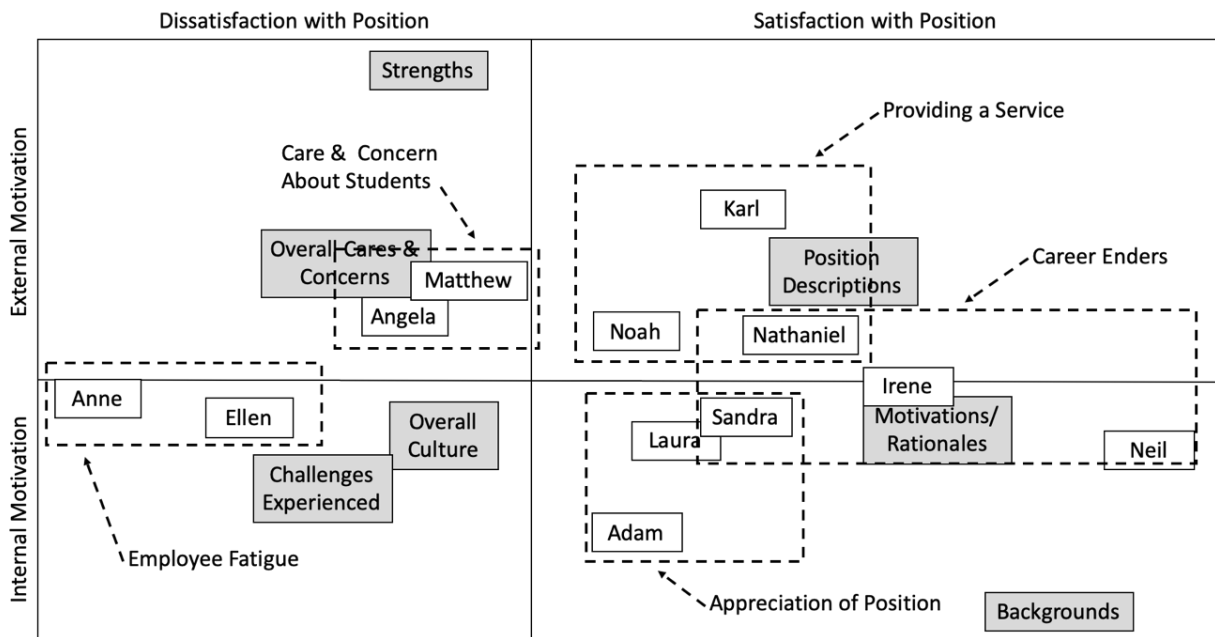 Dissatisfaction with Position
Satisfaction with Position
External Motivation
Internal Motivation
Strengths
Providing a Service
Care & Concern
About Students
Karl
Overall Cares &
Concerns
Matthew
Angela
Position
Descriptions
Career Enders
Noah
Nathaniel
Anne
Ellen
Overall
Culture
Challenges
Experienced
Irene
Sandra
Laura
Motivations/
Rationales
Neil
Adam
Employee Fatigue
Appreciation of Position
Backgrounds